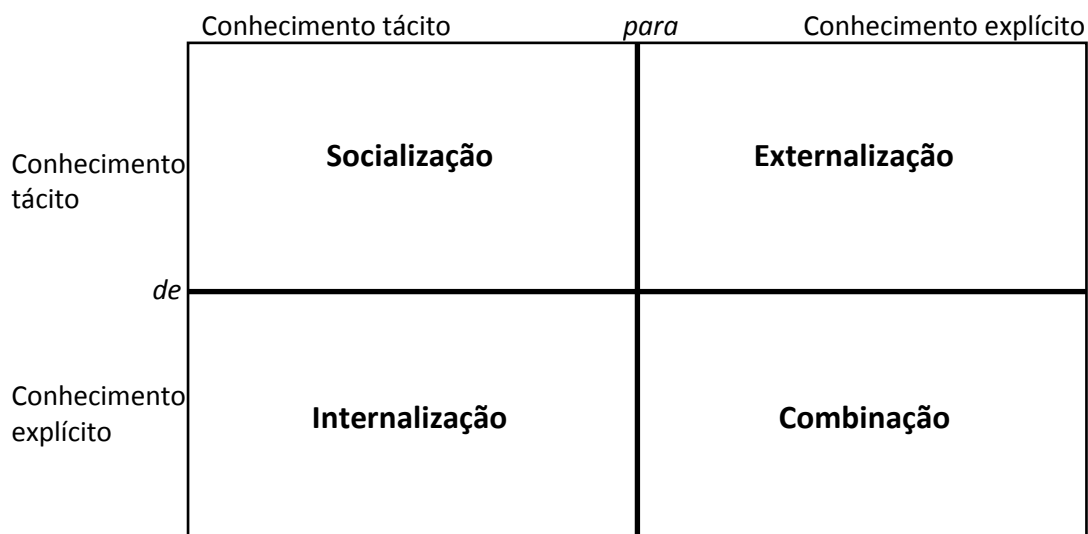 Conhecimento tácito para Conhecimento explícito
Conhecimento
tácito
Socialização Externalização
de
Conhecimento
explícito
Internalização Combinação